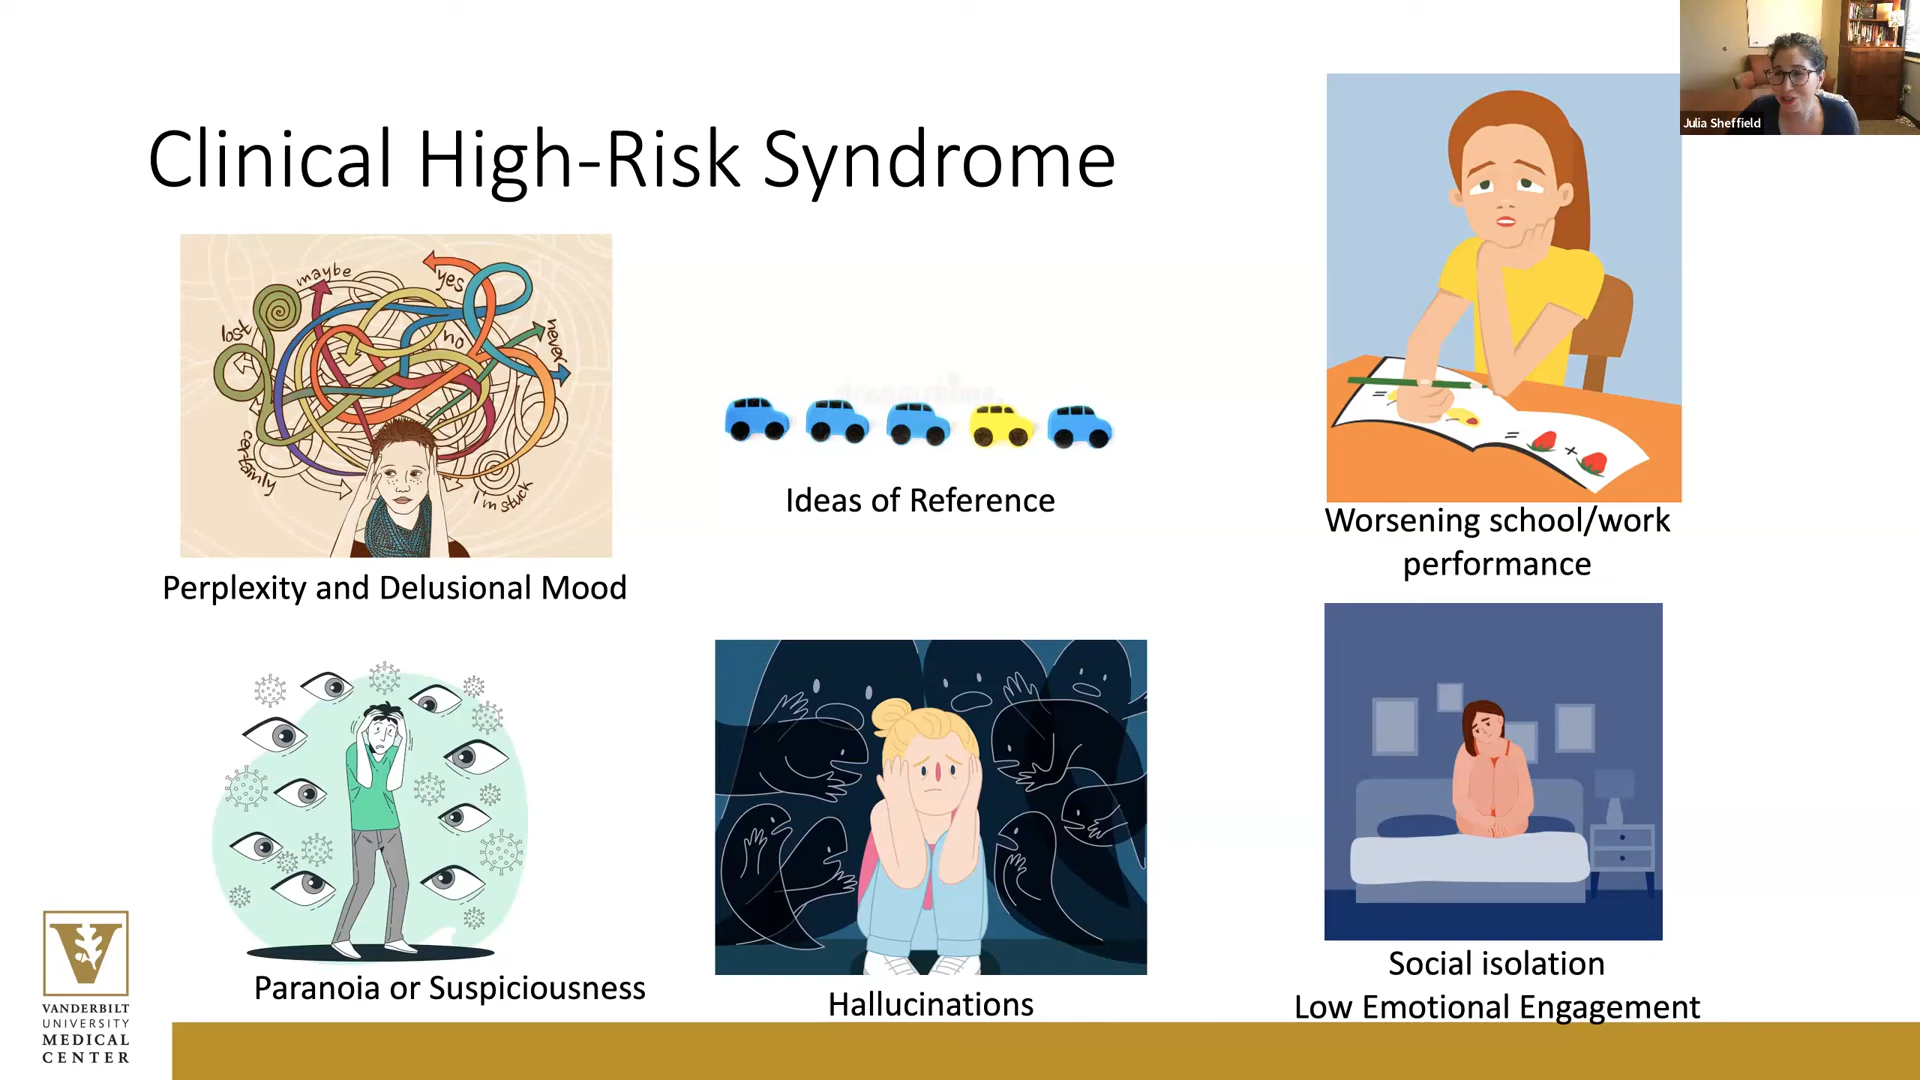 Julia Sheffield
Clinical High-Risk Syndrome
maybe
yes
lost
no
never
certainly
i'm stuck
Perplexity and Delusional Mood
dreamstime.
Ideas of Reference
=
= +
Worsening school/work
performance
Paranoia or Suspiciousness
Hallucinations
Social isolation
Low Emotional Engagement
V
VANDERBILT
UNIVERSITY
MEDICAL
CENTER